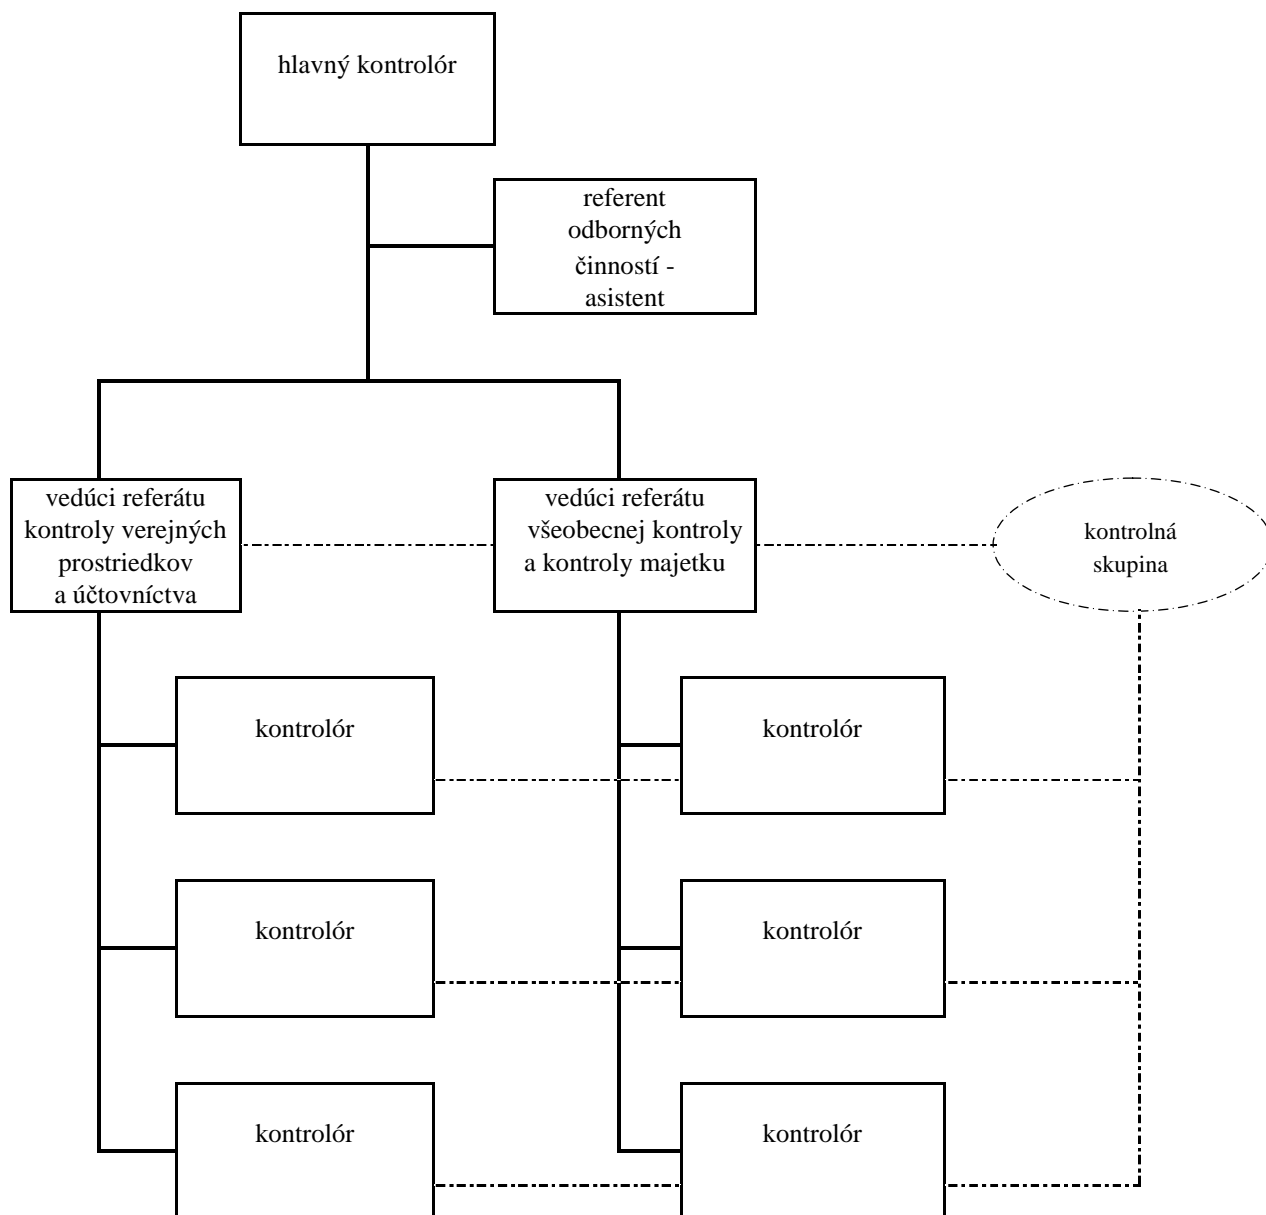 hlavný kontrolór
referent
odborných
činností -
asistent
vedúci referátu
kontroly verejných
prostriedkov
a účtovníctva
vedúci referátu
všeobecnej kontroly
a kontroly majetku
kontrolná
skupina
kontrolór
kontrolór
kontrolór
kontrolór
kontrolór
kontrolór